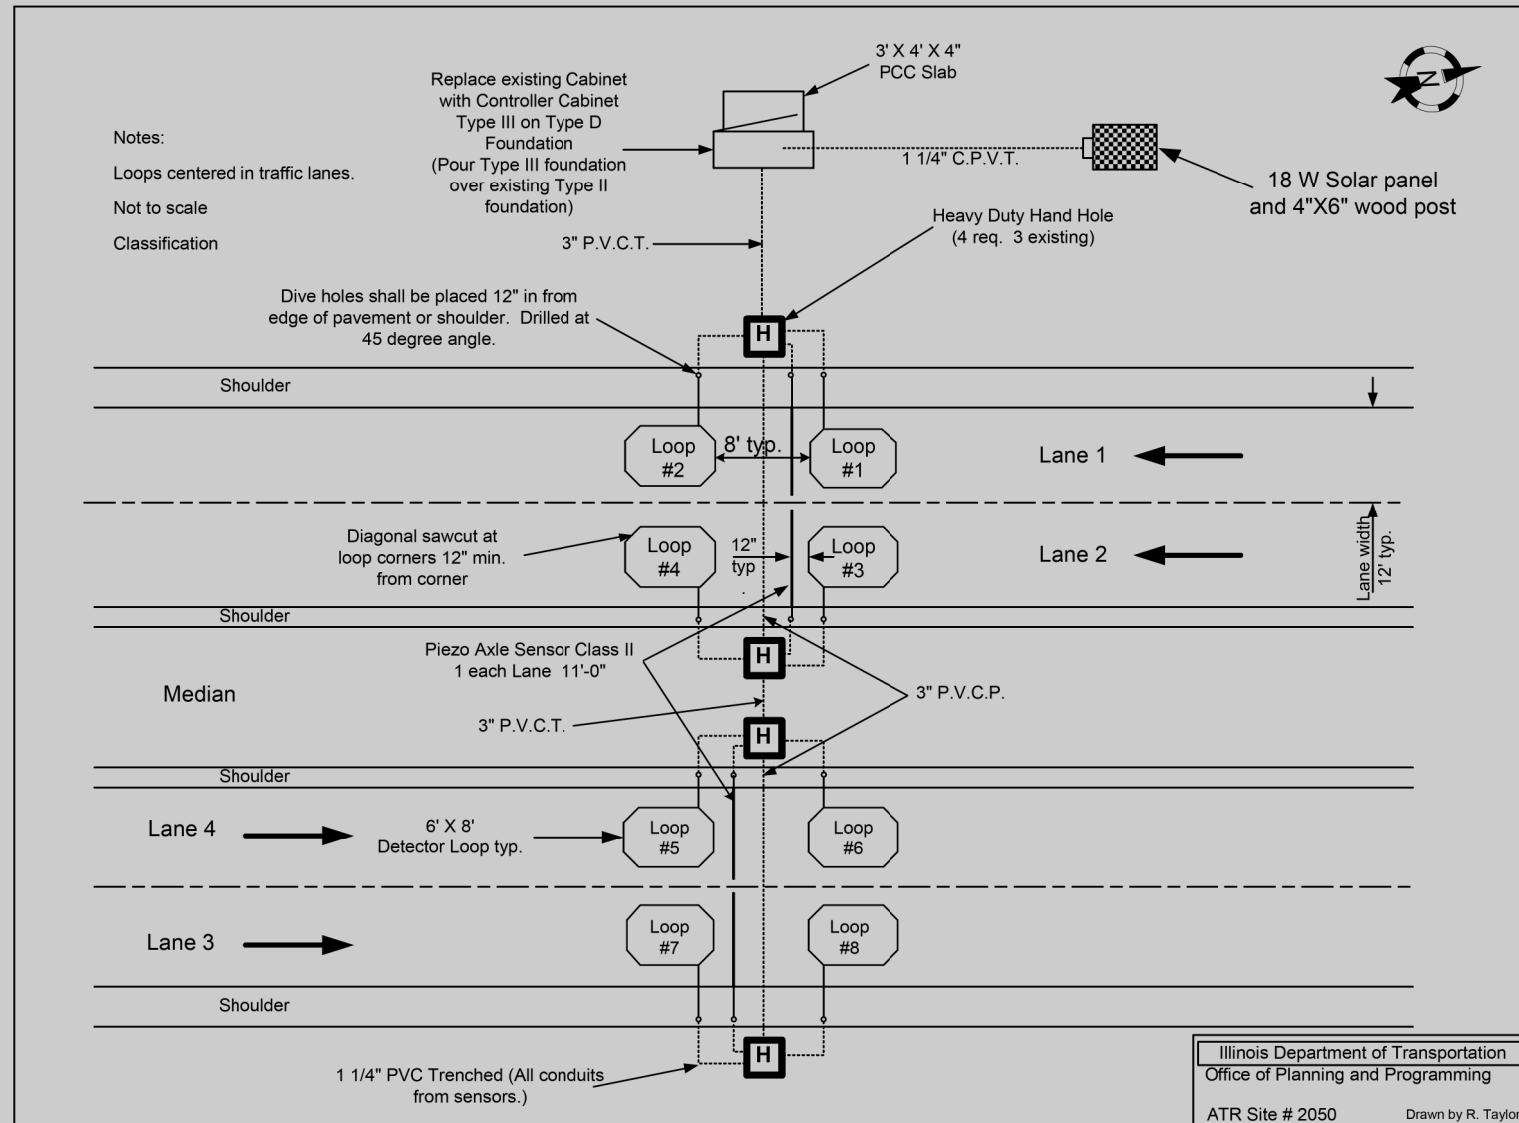 3' X 4' X 4"
PCC Slab
Replace existing Cabinet
with Controller Cabinet
Type III on Type D
Foundation
(Pour Type III foundation
over existing Type II
foundation)
N
Notes:
Loops centered in traffic lanes.
Not to scale
Classification
1 1/4" C.P.V.T.
18 W Solar panel
and 4"X6" wood post
3" P.V.C.T.
Heavy Duty Hand Hole
(4 req. 3 existing)
Dive holes shall be placed 12" in from
edge of pavement or shoulder. Drilled at
45 degree angle.
H
Shoulder
Loop
#2
8' typ.
Loop
#1
Lane 1
Diagonal sawcut at
loop corners 12" min.
from corner
Loop
#4
12"
typ
.
Loop
#3
Lane 2
Lane width
12' typ.
Shoulder
Piezo Axle Sensor Class II
1 each Lane 11'-0"
H
Median
3" P.V.C.P.
3" P.V.C.T.
H
Shoulder
Lane 4
6' X 8'
Detector Loop typ.
Loop
#5
Loop
#6
Lane 3
Loop
#7
Loop
#8
Shoulder
H
1 1/4" PVC Trenched (All conduits
from sensors.)
Illinois Department of Transportation
Office of Planning and Programming
ATR Site # 2050
Drawn by R. Taylor